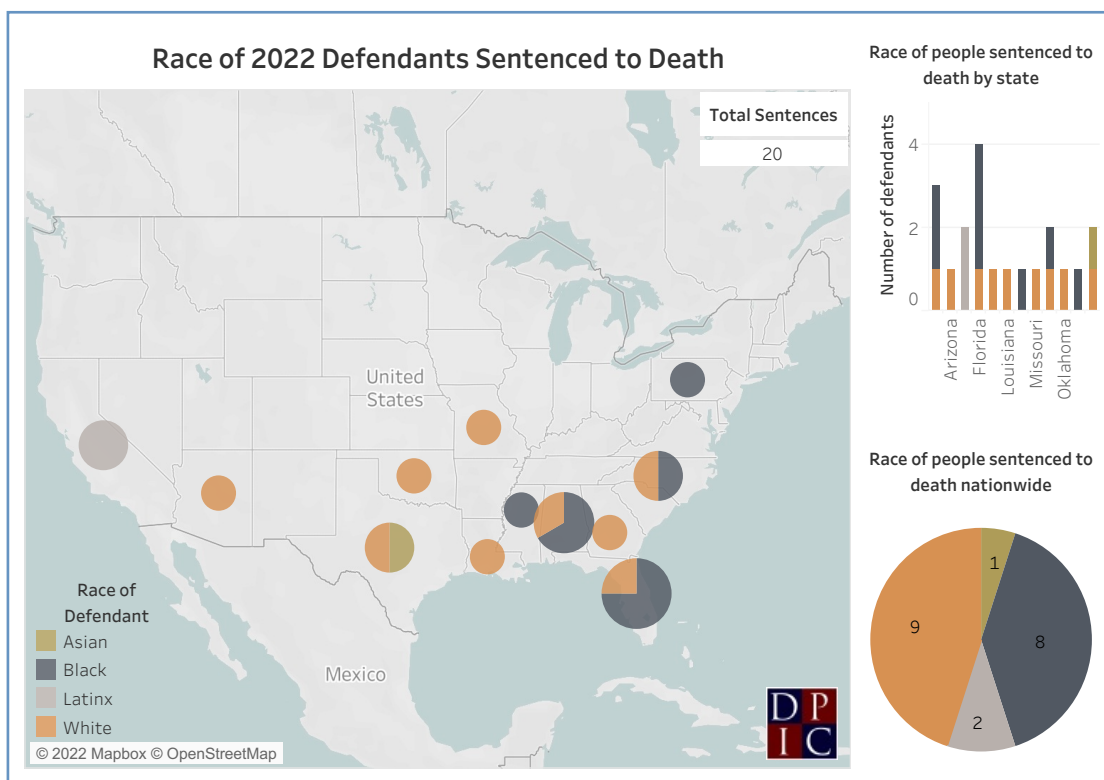 Race of 2022 Defendants Sentenced to Death
Total Sentences
20
United
States
Mexico
Race of
Defendant
Asian
Black
Latinx
White
© 2022 Mapbox © OpenStreetMap
D P
I C
Race of people sentenced to
death by state
Number of defendants
4
2
0
Arizona
Florida
Louisiana
Missouri
Oklahoma
Race of people sentenced to
death nationwide
1
9
8
2